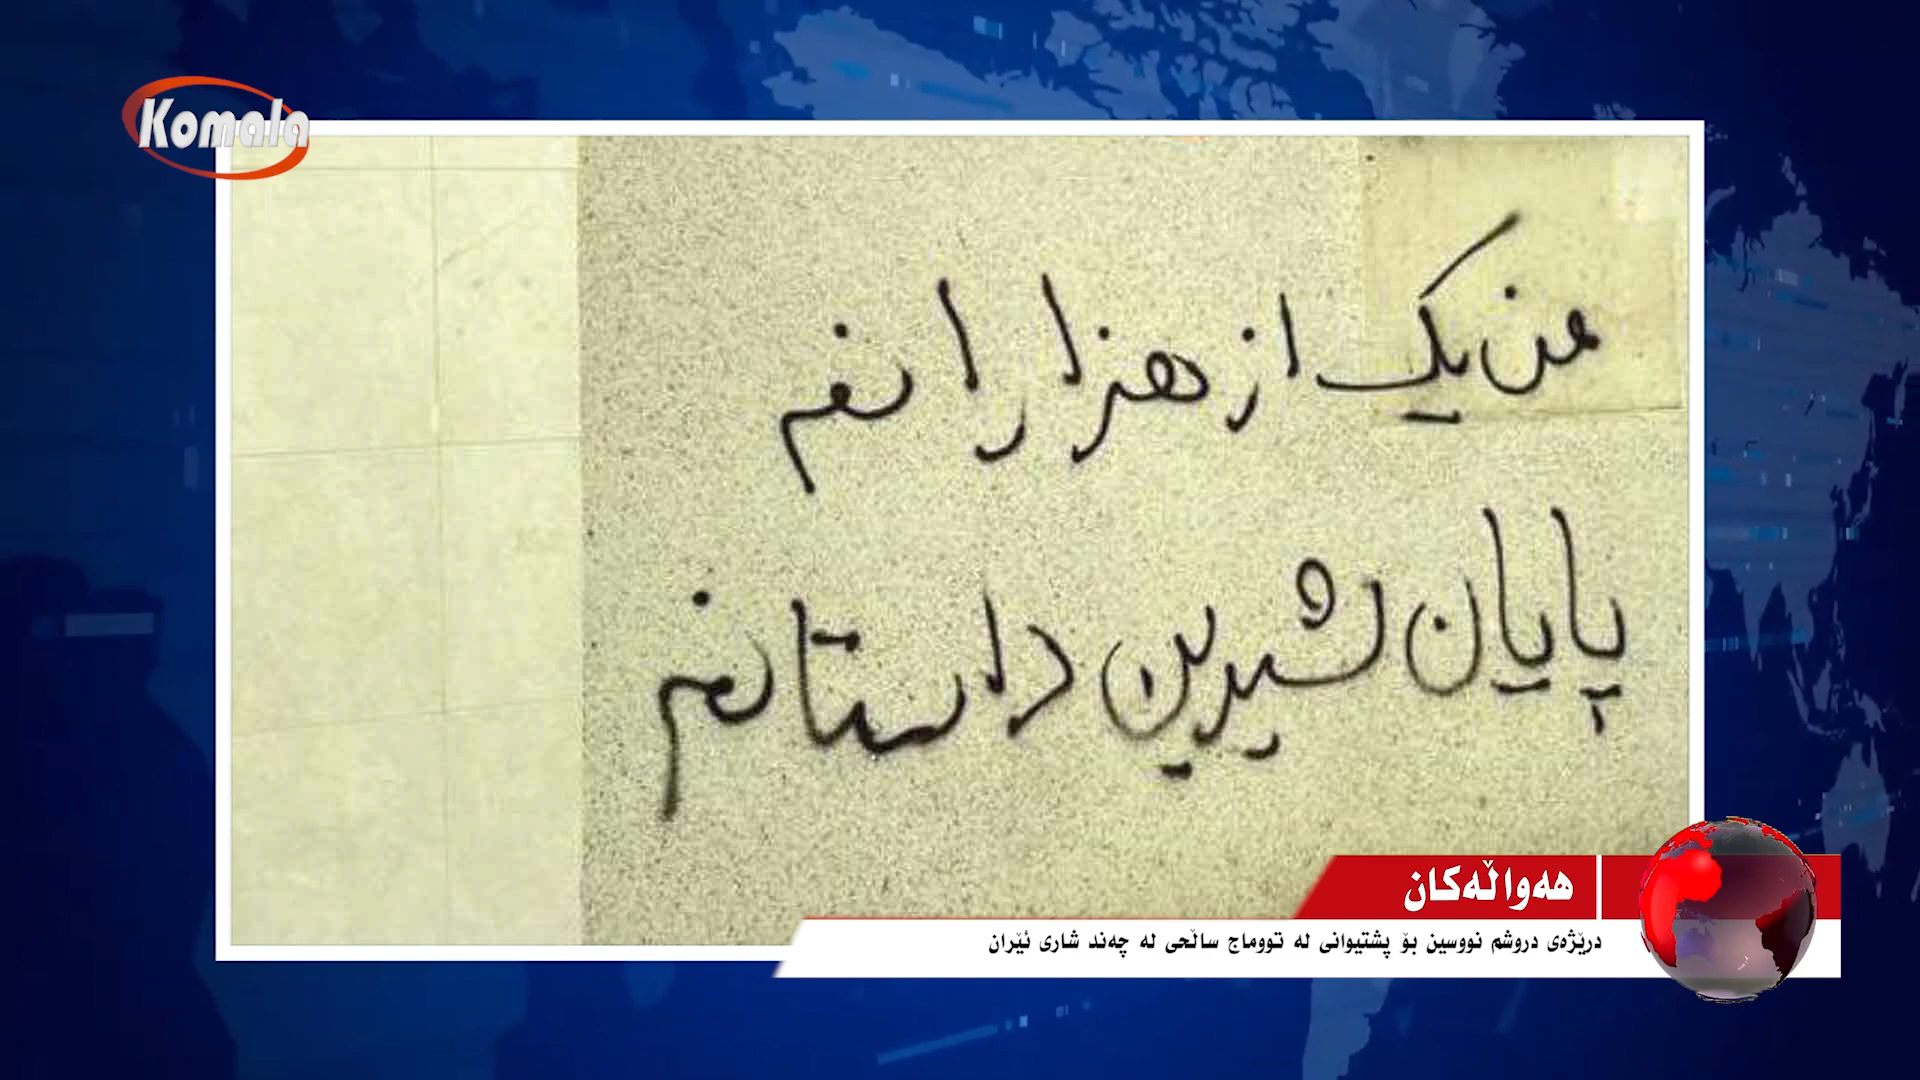 Komala
من یک از هزارانم
پایان شیرین داستانم
هەواڵەکان
درێژەی دروشم نووسین بۆ پشتیوانی لە تووماج ساڵحی لە چەند شاری ئێران